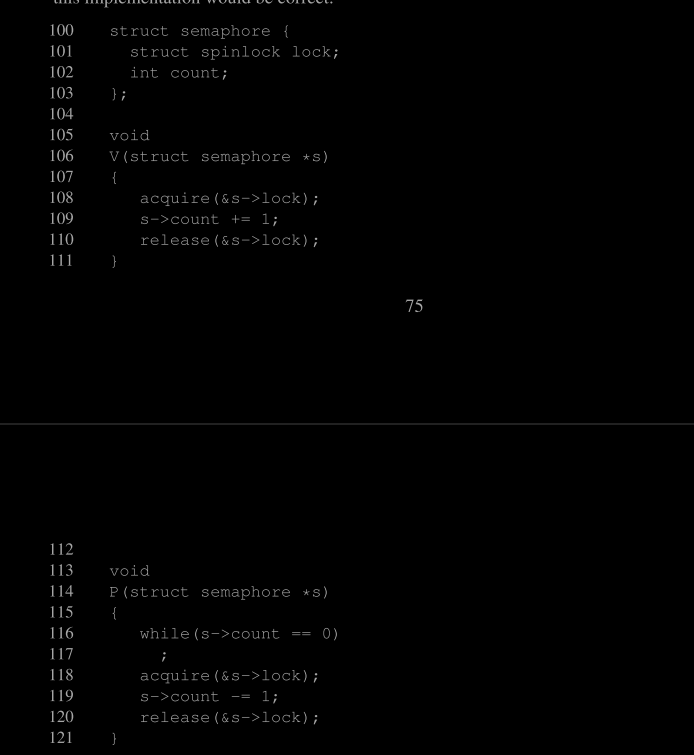 this implementation would be correct.
100 struct semaphore {
101 struct spinlock lock;
102 int count;
103 };
104
105 void
106 V(struct semaphore *s)
107 {
108 acquire(&s->lock);
109 s->count += 1;
110 release(&s->lock);
111 }
75
112
113 void
114 P(struct semaphore *s)
115 {
116 while(s->count == 0)
117 ;
118 acquire(&s->lock);
119 s->count -= 1;
120 release(&s->lock);
121 }